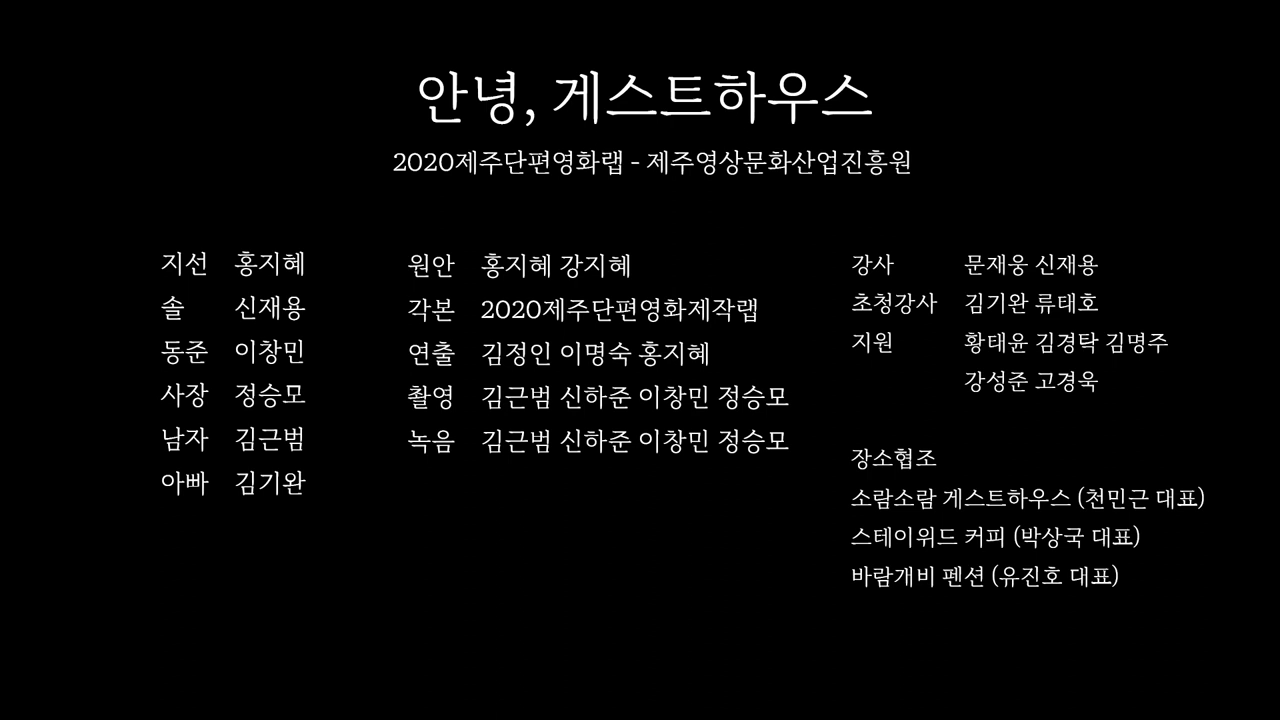 안녕, 게스트하우스
2020제주단편영화랩 - 제주영상문화산업진흥원
지선 홍지혜
솔 신재용
동준 이창민
사장 정승모
남자 김근범
아빠 김기완
원안 홍지혜 강지혜
각본 2020제주단편영화제작랩
연출 김정인 이명숙 홍지혜
촬영 김근범 신하준 이창민 정승모
녹음 김근범 신하준 이창민 정승모
강사 문재웅 신재용
초청강사 김기완 류태호
지원 황태윤 김경탁 김명주
강성준 고경욱
장소협조
소람소람 게스트하우스 (천민근 대표)
스테이위드 커피 (박상국 대표)
바람개비 펜션 (유진호 대표)